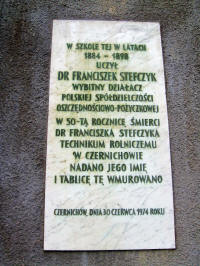 W SZKOLE TEJ W LATACH
1884 - 1898
UCZYŁ
DR FRANCISZEK STEFCZYK
WYBITNY DZIAŁACZ
POLSKIEJ SPÓŁDZIELCZOŚCI
OSZCZĘDNOŚCIOWO-POŻYCZKOWEJ
W 50-TĄ ROCZNICĘ ŚMIERCI
DR FRANCISZKA STEFCZYKA
TECHNIKUM ROLNICZEMU
W CZERNICHOWIE
NADANO JEGO IMIĘ
I TABLICĘ TĘ WMUROWANO
CZERNICHÓW, DNIA 30 CZERWCA 1974 ROKU